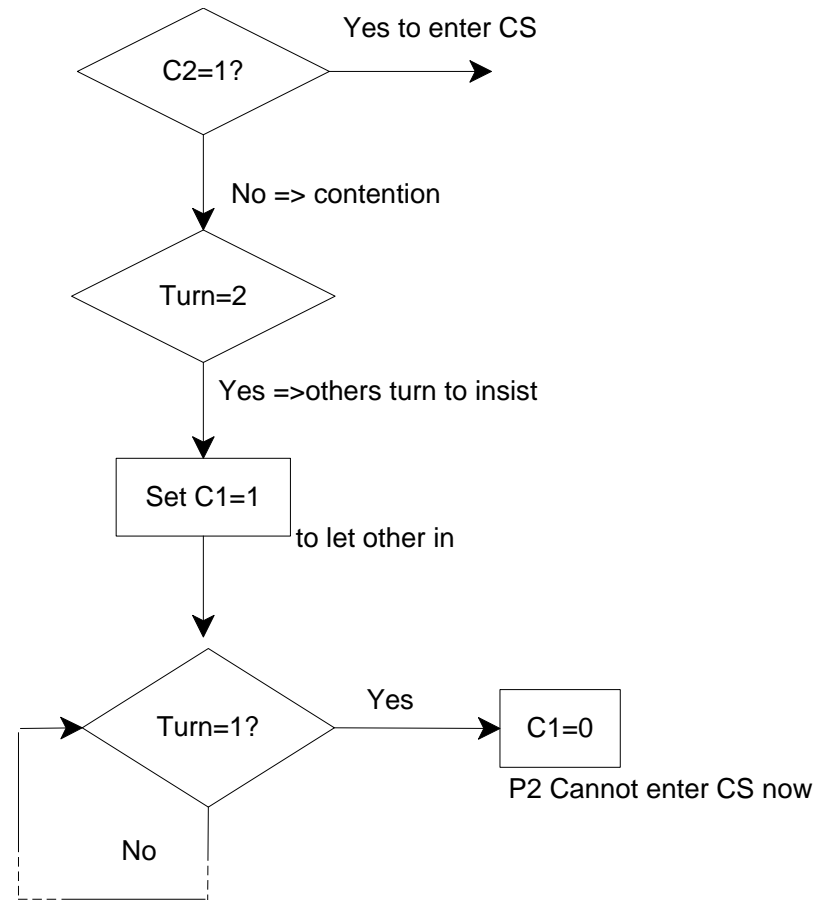 Yes to enter CS
C2=1?
No => contention
Turn=2
Yes =>others turn to insist
Set C1=1
to let other in
Turn=1?
Yes
C1=0
P2 Cannot enter CS now
No